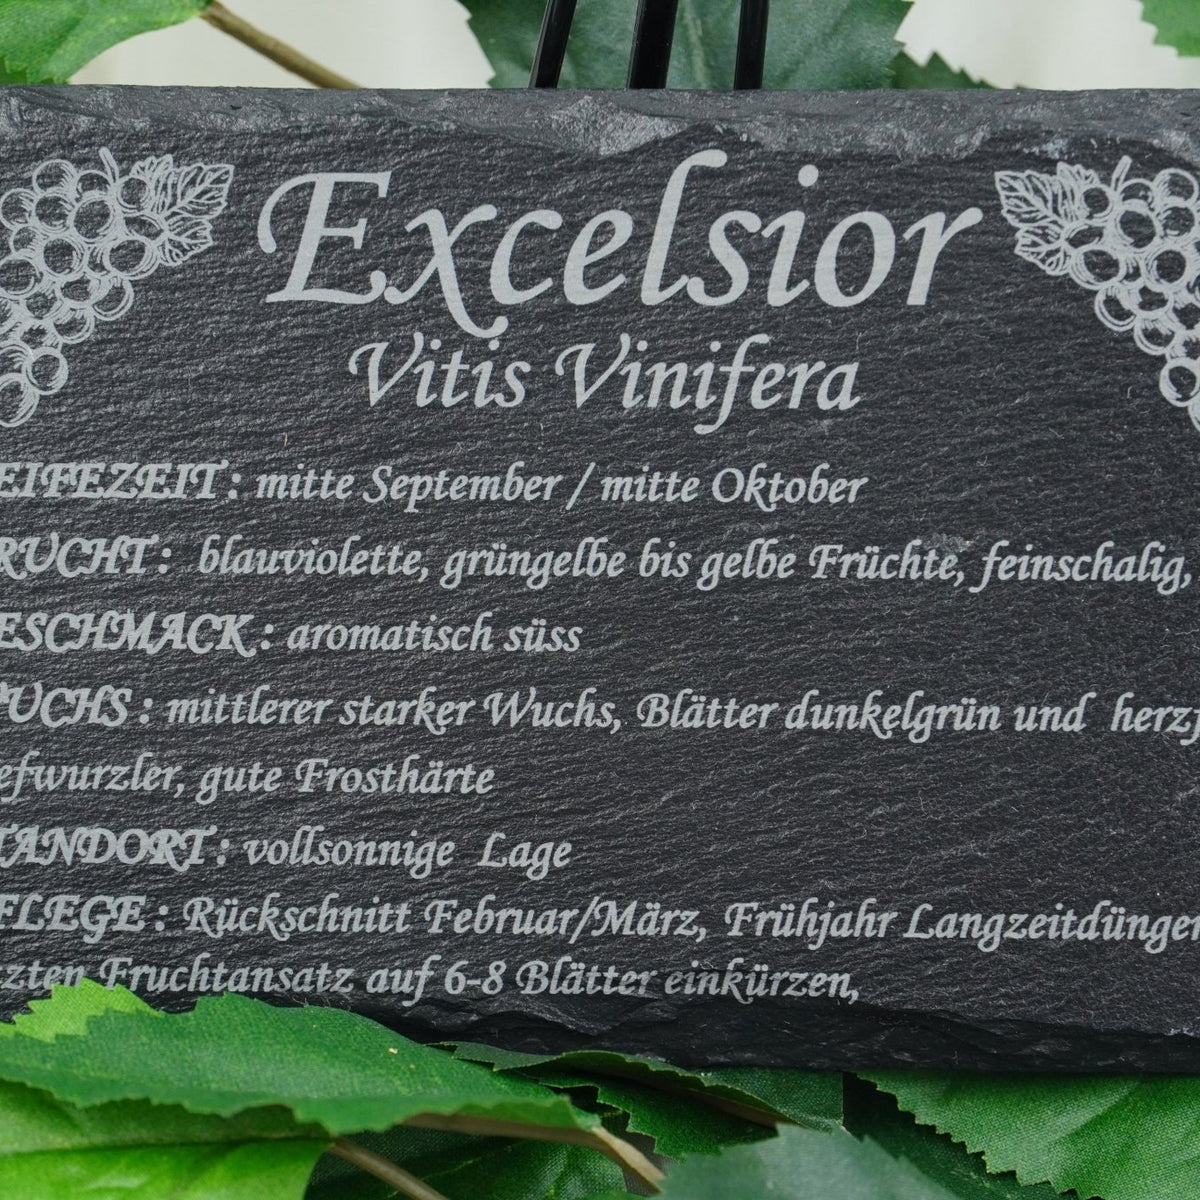 Excelsior
Vitis Vinifera
EIFEZEIT: mitte September / mitte Oktober
RUCHT: blauviolette, grüngelbe bis gelbe Früchte, feinschalig,
ESCHMACK: aromatisch süss
UCHS: mittlerer starker Wuchs, Blätter dunkelgrün und
efwurzler, gute Frosthärte
TANDORT: vollsonnige Lage
FLEGE: Rückschnitt Februar/März, Frühjahr Langzeitdünger
zten Fruchtansatz auf 6-8 Blätter einkürzen,